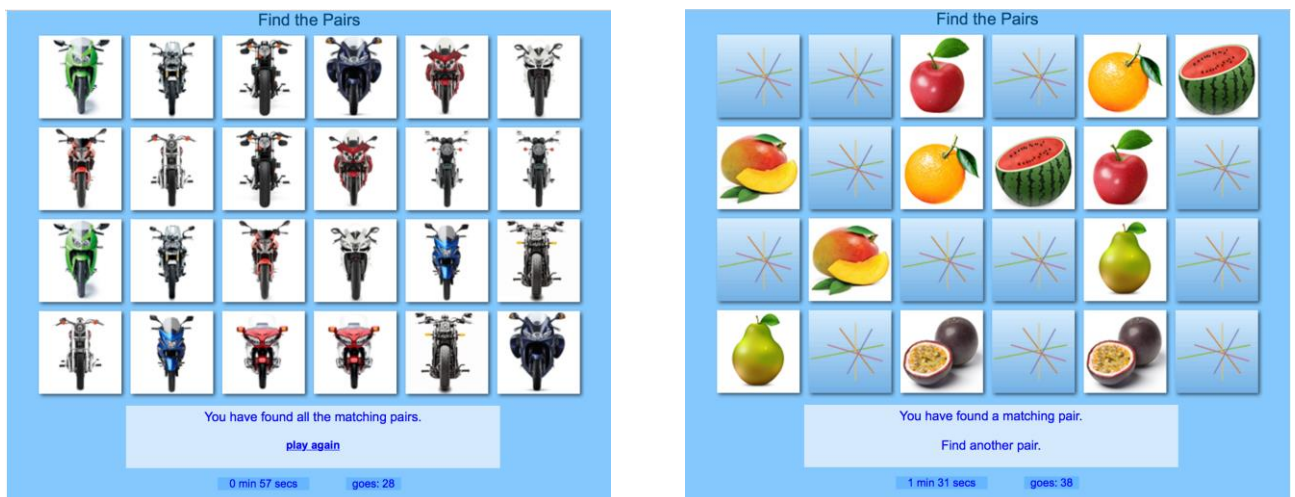 Find the Pairs
You have found all the matching pairs.
play again
0 min 57 secs goes: 28
Find the Pairs
You have found a matching pair.
Find another pair.
1 min 31 secs goes: 38